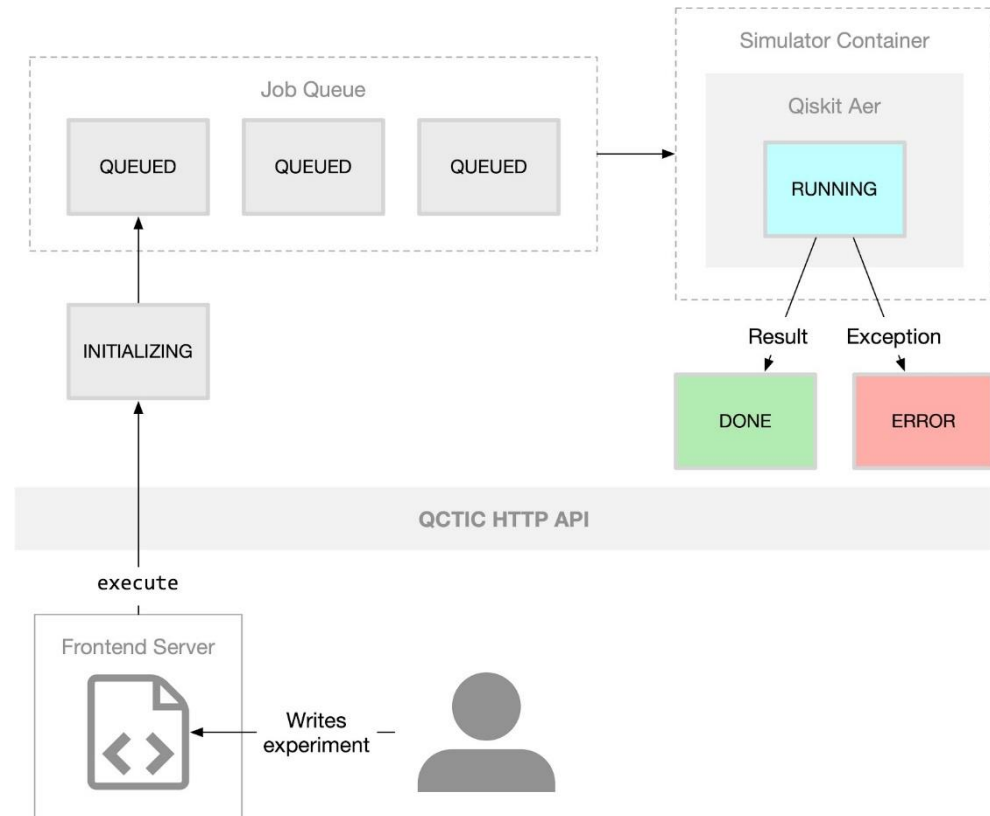 Simulator Container
Job Queue
Qiskit Aer
QUEUED
QUEUED
QUEUED
RUNNING
INITIALIZING
Result
Exception
DONE
ERROR
QCTIC HTTP API
execute
Frontend Server
Writes
experiment